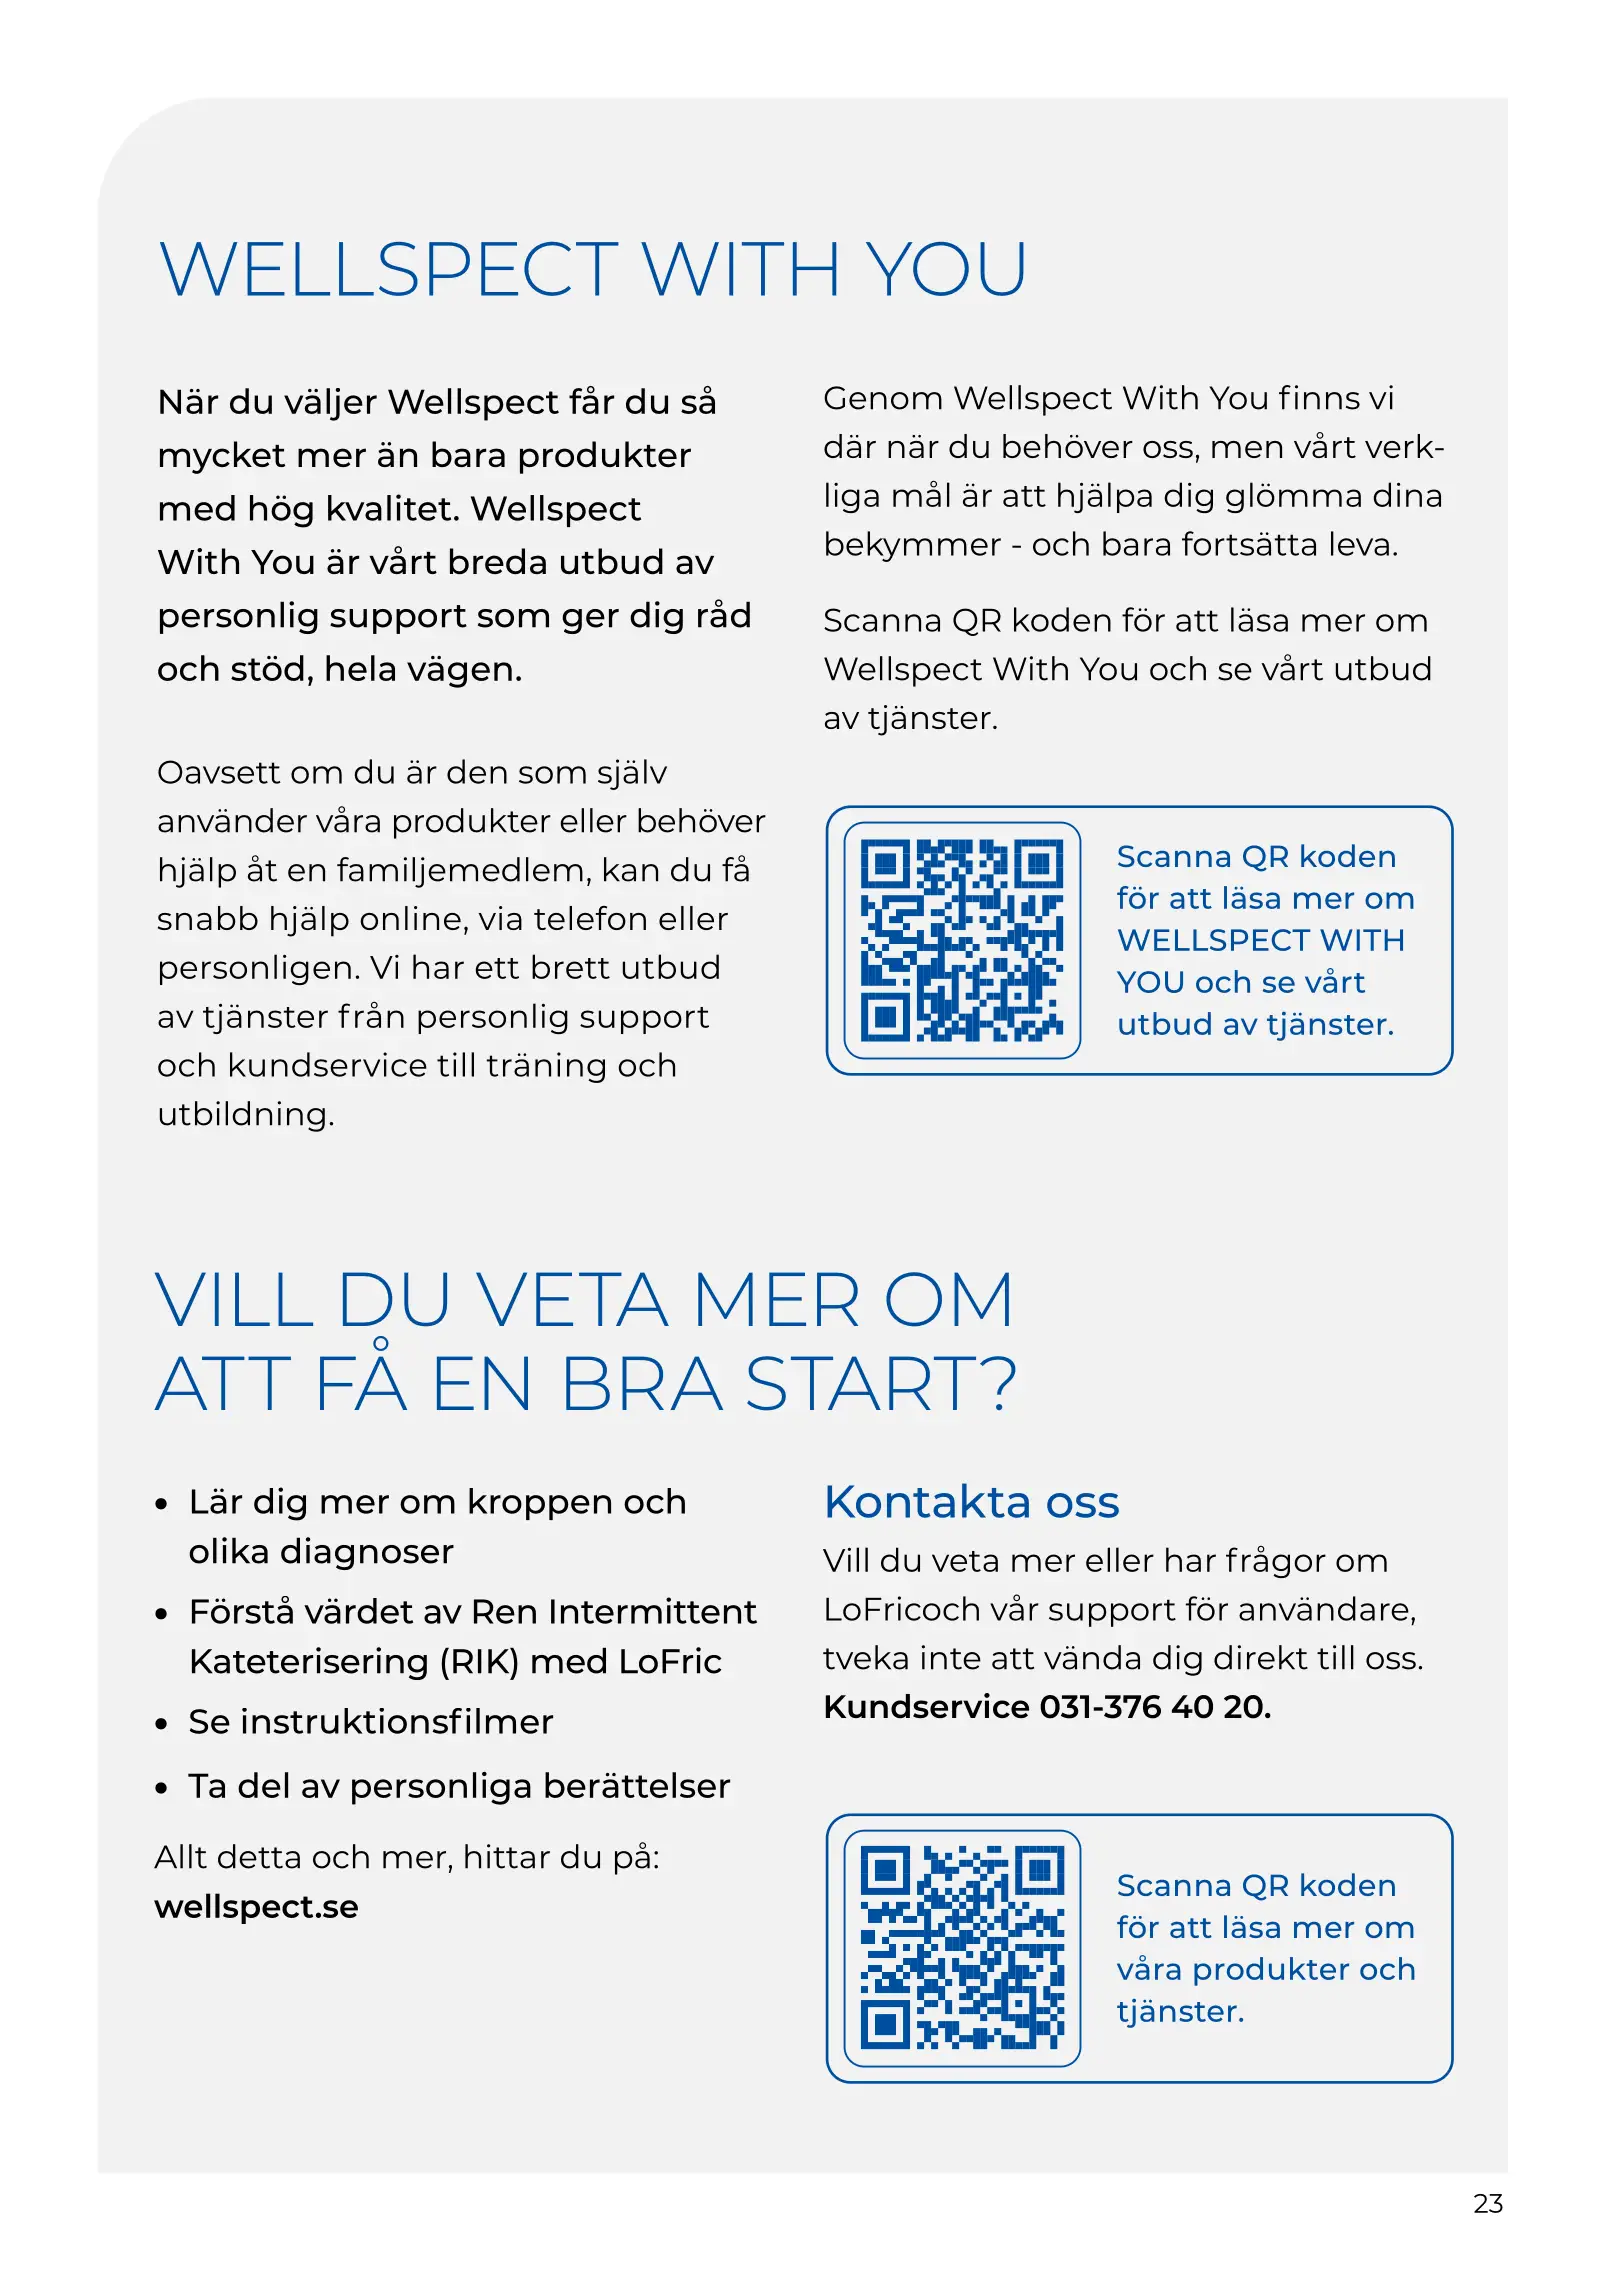 WELLSPECT WITH YOU
När du väljer Wellspect får du så
mycket mer än bara produkter
med hög kvalitet. Wellspect
With You är vårt breda utbud av
personlig support som ger dig råd
och stöd, hela vägen.
Oavsett om du är den som själv
använder våra produkter eller behöver
hjälp åt en familjemedlem, kan du få
snabb hjälp online, via telefon eller
personligen. Vi har ett brett utbud
av tjänster från personlig support
och kundservice till träning och
utbildning.
Genom Wellspect With You finns vi
där när du behöver oss, men vårt verk-
liga mål är att hjälpa dig glömma dina
bekymmer - och bara fortsätta leva.
Scanna QR koden för att läsa mer om
Wellspect With You och se vårt utbud
av tjänster.
Scanna QR koden
för att läsa mer om
WELLSPECT WITH
YOU och se vårt
utbud av tjänster.
VILL DU VETA MER OM
ATT FÅ EN BRA START?
• Lär dig mer om kroppen och
olika diagnoser
• Förstå värdet av Ren Intermittent
Kateterisering (RIK) med LoFric
• Se instruktionsfilmer
• Ta del av personliga berättelser
Allt detta och mer, hittar du på:
wellspect.se
Kontakta oss
Vill du veta mer eller har frågor om
LoFricoch vår support för användare,
tveka inte att vända dig direkt till oss.
Kundservice 031-376 40 20.
Scanna QR koden
för att läsa mer om
våra produkter och
tjänster.
23